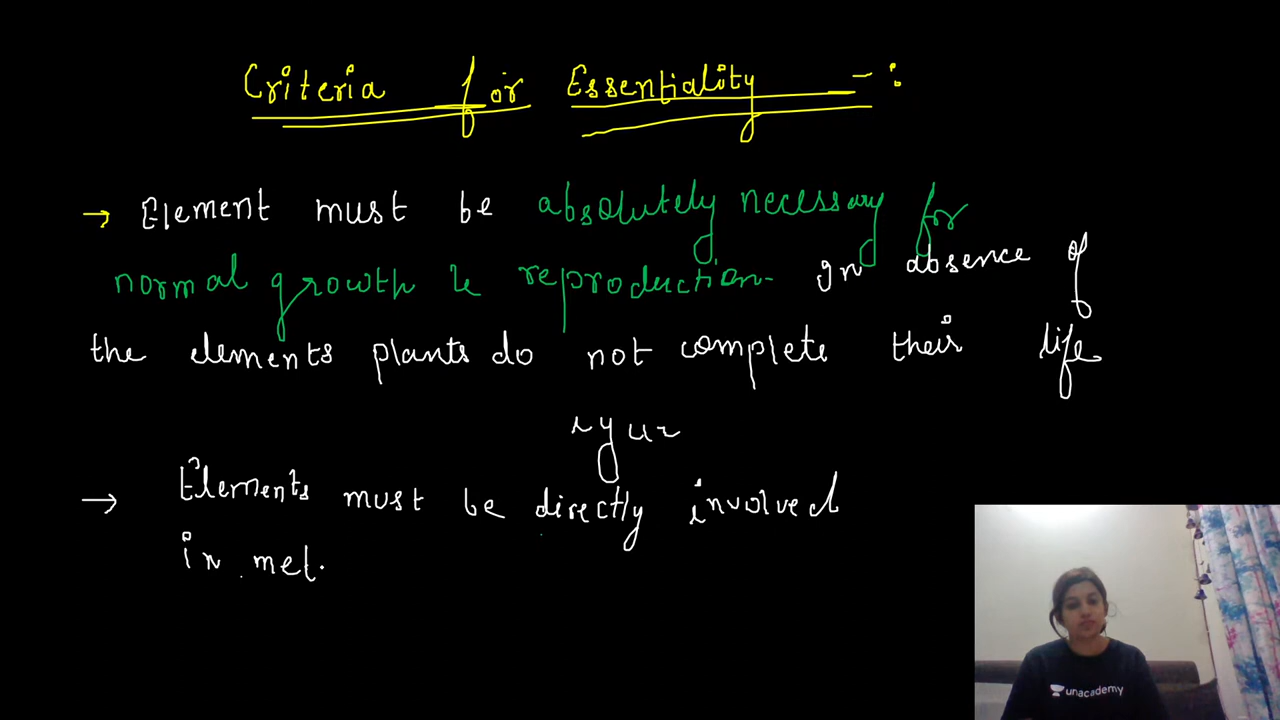 Criteria for Essentiality - :
→ Element must be absolutely necessary for
normal growth & reproduction. In absence of
the elements plants do not complete their life
→ Elements must be directly involved
in met.
unacademy